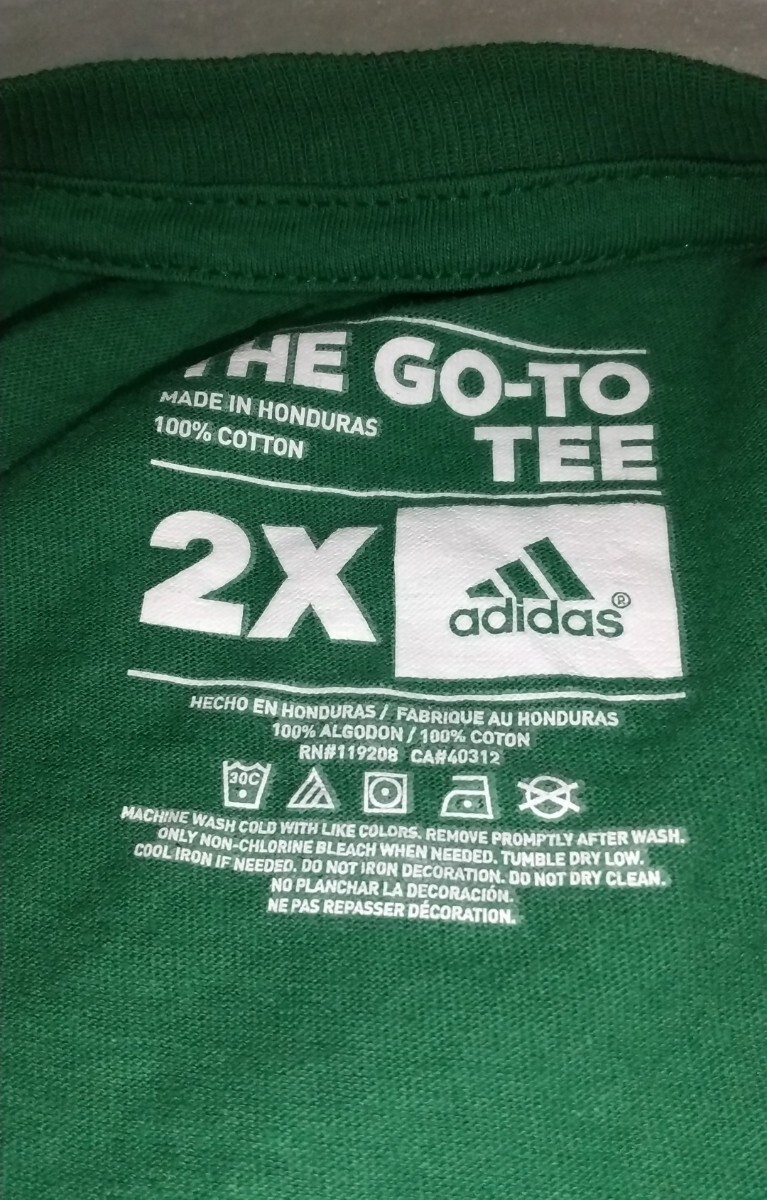 THE GO-TO
TEE
MADE IN HONDURAS
100% COTTON
2X
adidas®
HECHO EN HONDURAS / FABRIQUE AU HONDURAS
100% ALGODON / 100% COTON
RN#119208 CA#40312
30C
MACHINE WASH COLD WITH LIKE COLORS. REMOVE PROMPTLY AFTER WASH.
ONLY NON-CHLORINE BLEACH WHEN NEEDED. TUMBLE DRY LOW.
COOL IRON IF NEEDED. DO NOT IRON DECORATION. DO NOT DRY CLEAN.
NO PLANCHAR LA DECORACIÓN.
NE PAS REPASSER DÉCORATION.